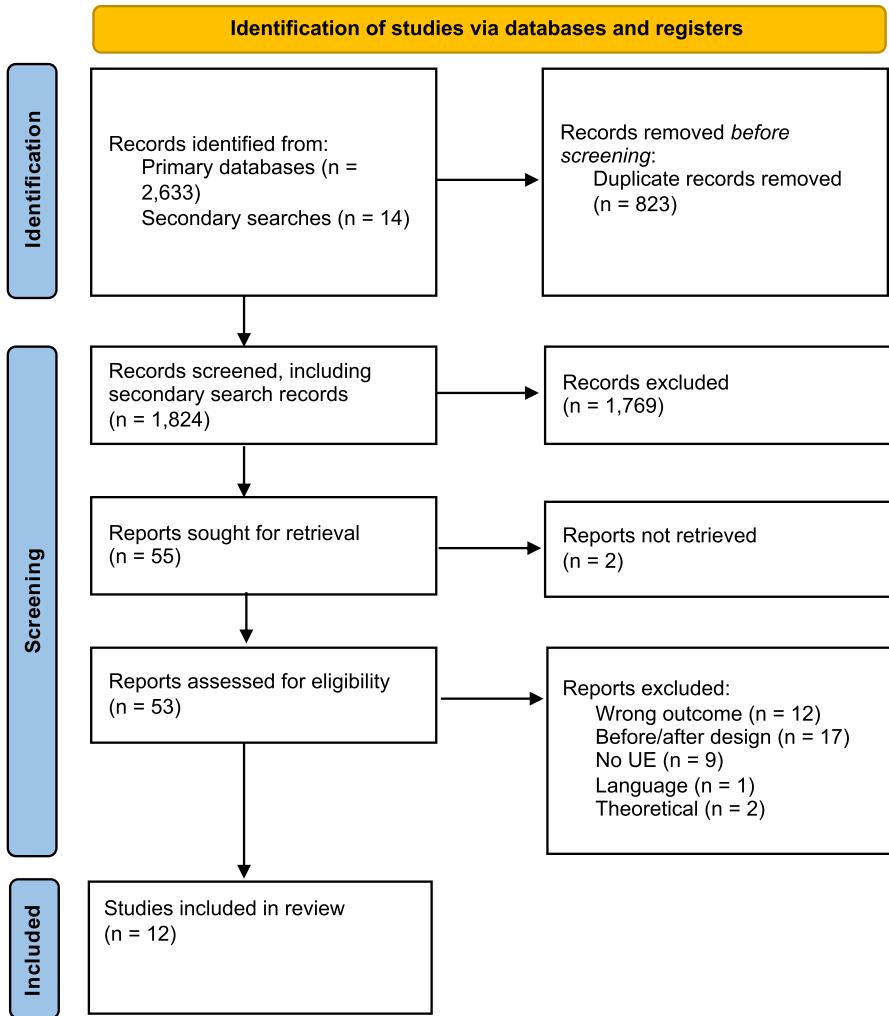 Identification of studies via databases and registers
Identification
Records identified from:
Primary databases (n =
2,633)
Secondary searches (n = 14)
Records removed before
screening:
Duplicate records removed
(n = 823)
Screening
Records screened, including
secondary search records
(n = 1,824)
Records excluded
(n = 1,769)
Reports sought for retrieval
(n = 55)
Reports not retrieved
(n = 2)
Reports assessed for eligibility
(n = 53)
Reports excluded:
Wrong outcome (n = 12)
Before/after design (n = 17)
No UE (n = 9)
Language (n = 1)
Theoretical (n = 2)
Included
Studies included in review
(n = 12)